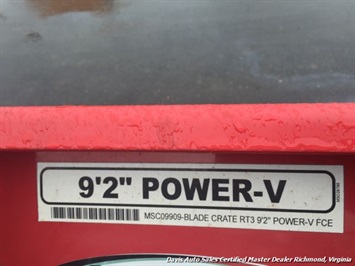 9'2" POWER-V
MSC09909-BLADE CRATE RT3 9'2" POWER-V FCE
Davis Auto Sales Certified Master Dealer Richmond, Virginia